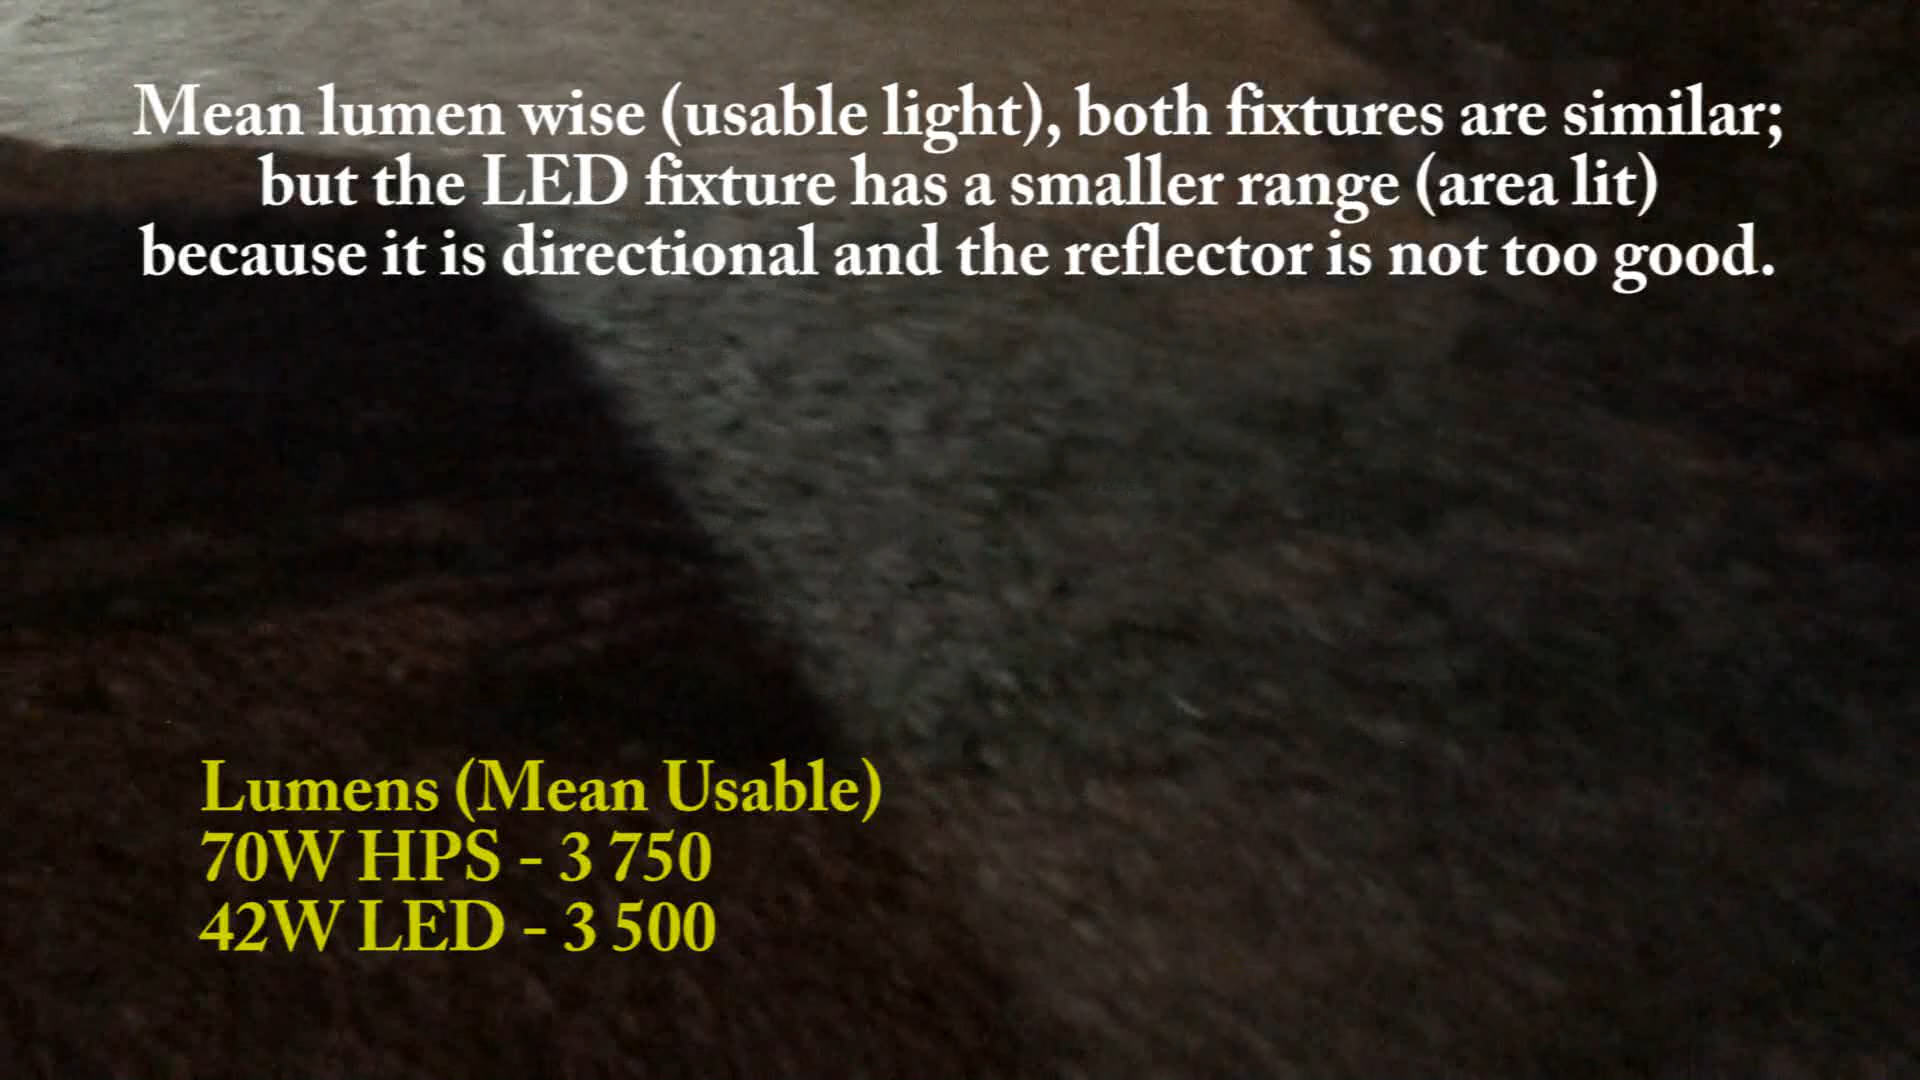 Mean lumen wise (usable light), both fixtures are similar;
but the LED fixture has a smaller range (area lit)
because it is directional and the reflector is not too good.
Lumens (Mean Usable)
70W HPS - 3 750
42W LED - 3 500